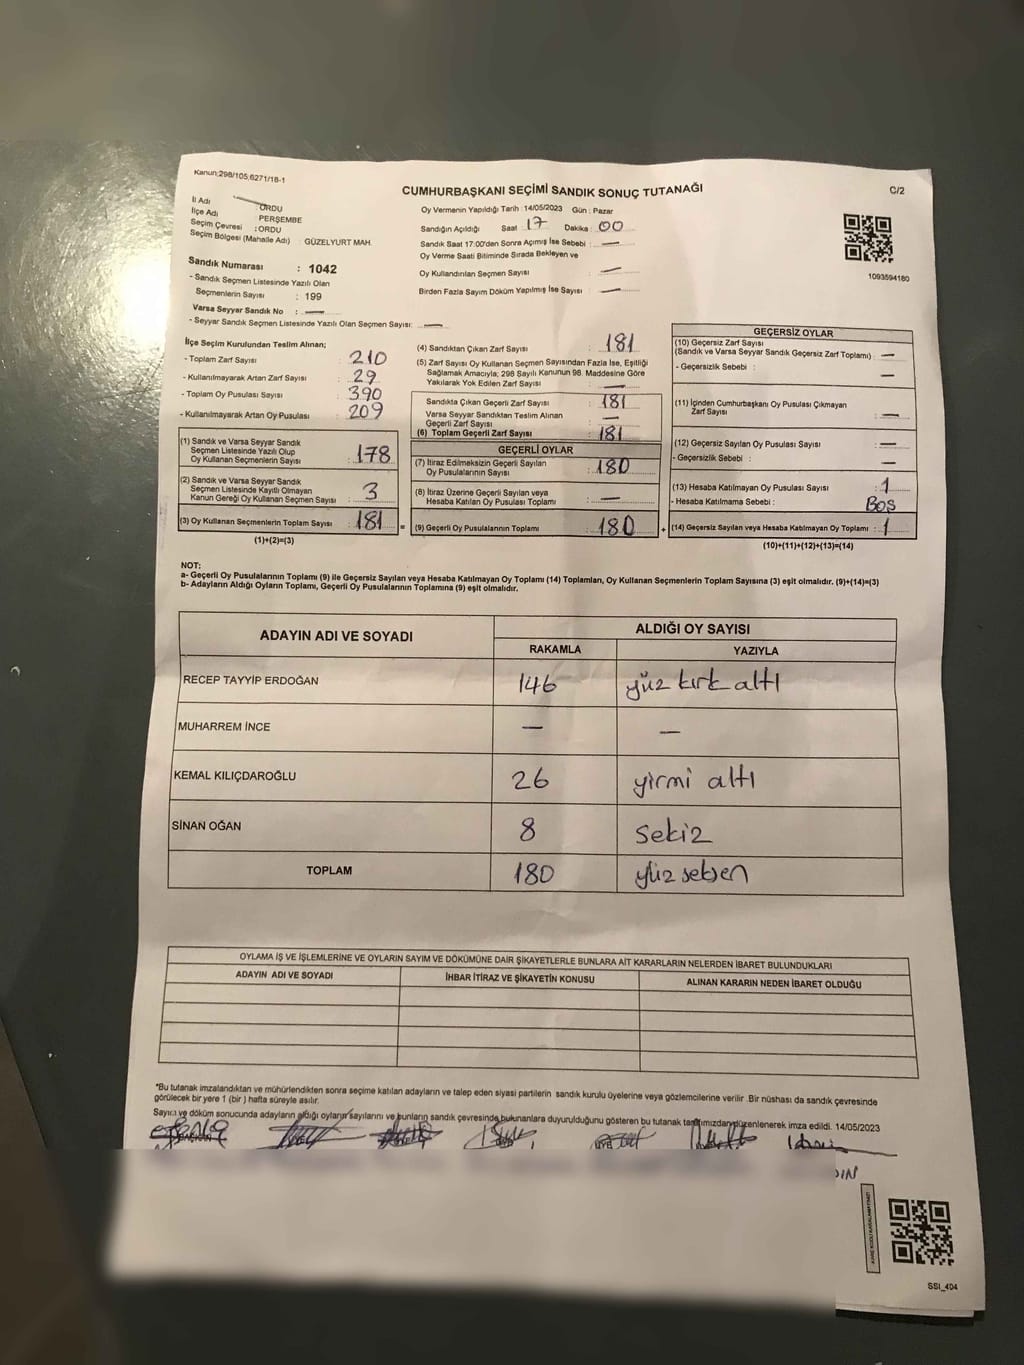 Kanun;298/105;6271/18-1
CUMHURBAŞKANI SEÇİMİ SANDIK SONUÇ TUTANAĞI
C/2
İl Adı ORDU
İlçe Adı PERŞEMBE
Seçim Çevresi : ORDU
Seçim Bölgesi (Mahalle Adı) : GÜZELYURT MAH.
Sandık Numarası : 1042
- Sandık Seçmen Listesinde Yazılı Olan
Seçmenlerin Sayısı : 199
Varsa Seyyar Sandık No : —
- Seyyar Sandık Seçmen Listesinde Yazılı Olan Seçmen Sayısı: —
Oy Vermenin Yapıldığı Tarih : 14/05/2023 Gün : Pazar
Sandığın Açıldığı Saat 17 Dakika : 00
Sandık Saat 17:00'den Sonra Açımış İse Sebebi : —
Oy Verme Saati Bitiminde Sırada Bekleyen ve
Oy Kullandırılan Seçmen Sayısı : —
Birden Fazla Sayım Döküm Yapılmış İse Sayısı : —
1093594160
İlçe Seçim Kurulundan Teslim Alınan;
- Toplam Zarf Sayısı : 210
- Kullanılmayarak Artan Zarf Sayısı : 29
- Toplam Oy Pusulası Sayısı : 390
- Kullanılmayarak Artan Oy Pusulası : 209
(1) Sandık ve Varsa Seyyar Sandık
Seçmen Listesinde Yazılı Olup
Oy Kullanan Seçmenlerin Sayısı : 178
(2) Sandık ve Varsa Seyyar Sandık
Seçmen Listesinde Kayıtlı Olmayan
Kanun Gereği Oy Kullanan Seçmen Sayısı : 3
(3) Oy Kullanan Seçmenlerin Toplam Sayısı : 181 =
(1)+(2)=(3)
(4) Sandıktan Çıkan Zarf Sayısı : 181
(5) Zarf Sayısı Oy Kullanan Seçmen Sayısından Fazla İse, Eşitliği
Sağlamak Amacıyla; 298 Sayılı Kanunun 98. Maddesine Göre
Yakılarak Yok Edilen Zarf Sayısı : —
Sandıkta Çıkan Geçerli Zarf Sayısı : 181
Varsa Seyyar Sandıktan Teslim Alınan
Geçerli Zarf Sayısı : —
(6) Toplam Geçerli Zarf Sayısı : 181
GEÇERLİ OYLAR
(7) İtiraz Edilmeksizin Geçerli Sayılan
Oy Pusulalarının Sayısı : 180
(8) İtiraz Üzerine Geçerli Sayılan veya
Hesaba Katılan Oy Pusulası Toplamı : —
(9) Geçerli Oy Pusulalarının Toplamı : 180 +
GEÇERSİZ OYLAR
(10) Geçersiz Zarf Sayısı
(Sandık ve Varsa Seyyar Sandık Geçersiz Zarf Toplamı) : —
- Geçersizlik Sebebi : —
(11) İçinden Cumhurbaşkanı Oy Pusulası Çıkmayan
Zarf Sayısı : —
(12) Geçersiz Sayılan Oy Pusulası Sayısı : —
- Geçersizlik Sebebi : —
(13) Hesaba Katılmayan Oy Pusulası Sayısı : 1
- Hesaba Katılmama Sebebi : BOŞ
(14) Geçersiz Sayılan veya Hesaba Katılmayan Oy Toplamı : 1
(10)+(11)+(12)+(13)=(14)
NOT:
a- Geçerli Oy Pusulalarının Toplamı (9) ile Geçersiz Sayılan veya Hesaba Katılmayan Oy Toplamı (14) Toplamları, Oy Kullanan Seçmenlerin Toplam Sayısına (3) eşit olmalıdır. (9)+(14)=(3)
b- Adayların Aldığı Oyların Toplamı, Geçerli Oy Pusulalarının Toplamına (9) eşit olmalıdır.
ADAYIN ADI VE SOYADI
ALDIĞI OY SAYISI
RAKAMLA YAZIYLA
RECEP TAYYİP ERDOĞAN 146 yüz kırk altı
MUHARREM İNCE — —
KEMAL KILIÇDAROĞLU 26 yirmi altı
SİNAN OĞAN 8 sekiz
TOPLAM 180 yüz seksen
OYLAMA İŞ VE İŞLEMLERİNE VE OYLARIN SAYIM VE DÖKÜMÜNE DAİR ŞİKAYETLERLE BUNLARA AİT KARARLARIN NELERDEN İBARET BULUNDUKLARI
ADAYIN ADI VE SOYADI İHBAR İTİRAZ VE ŞİKAYETİN KONUSU ALINAN KARARIN NEDEN İBARET OLDUĞU
*Bu tutanak imzalandıktan ve mühürlendikten sonra seçime katılan adayların ve talep eden siyasi partilerin sandık kurulu üyelerine veya gözlemcilerine verilir. Bir nüshası da sandık çevresinde
görülecek bir yere 1 (bir ) hafta süreyle asılır.
Sayım ve döküm sonucunda adayların aldığı oyların sayılarını ve bunların sandık çevresinde bulunanlara duyurulduğunu gösteren bu tutanak tarafımızdan düzenlenerek imza edildi. 14/05/2023
SSI_404